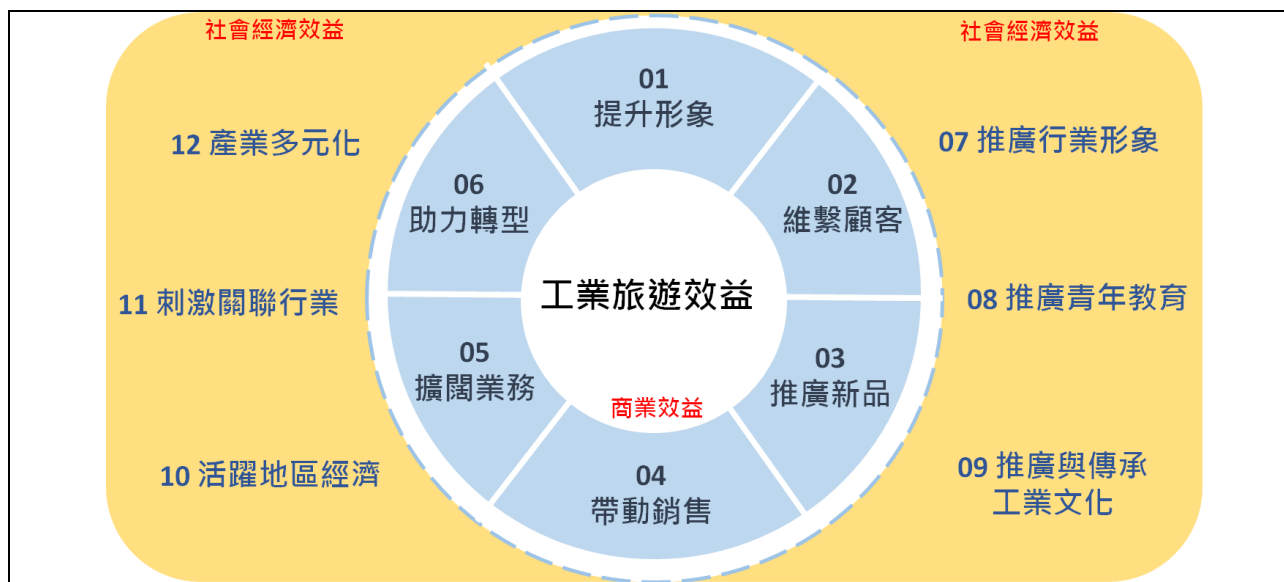 社會經濟效益
社會經濟效益
01
提升形象
02
維繫顧客
03
推廣新品
04
帶動銷售
05
擴闊業務
06
助力轉型
工業旅遊效益
商業效益
07 推廣行業形象
08 推廣青年教育
09 推廣與傳承
工業文化
10 活躍地區經濟
11 刺激關聯行業
12 產業多元化